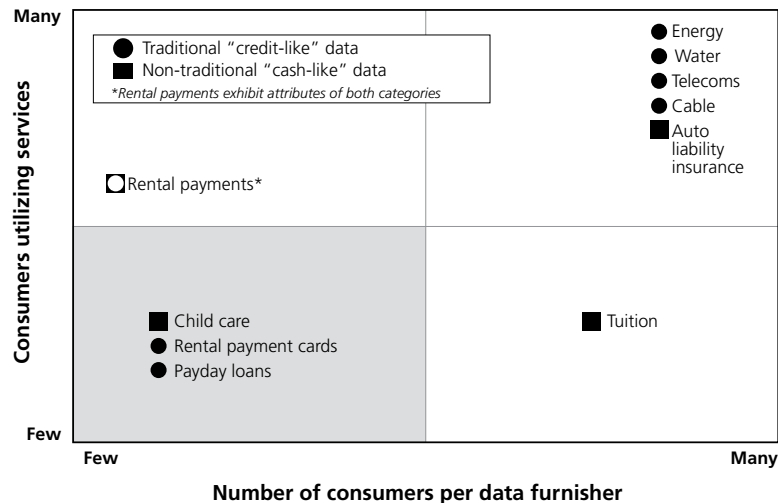 Many
Traditional “credit-like” data
Non-traditional “cash-like” data
*Rental payments exhibit attributes of both categories
Energy
Water
Telecoms
Cable
Auto
liability
insurance
Rental payments*
Consumers utilizing services
Child care
Rental payment cards
Payday loans
Tuition
Few
Few
Many
Number of consumers per data furnisher